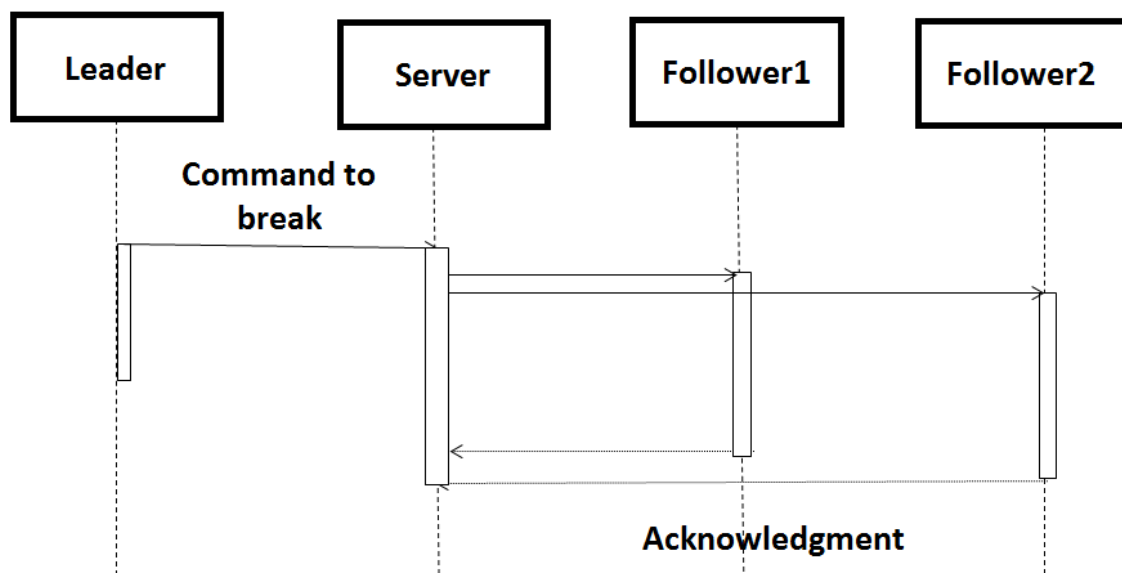 Leader
Server
Follower1
Follower2
Command to
break
Acknowledgment